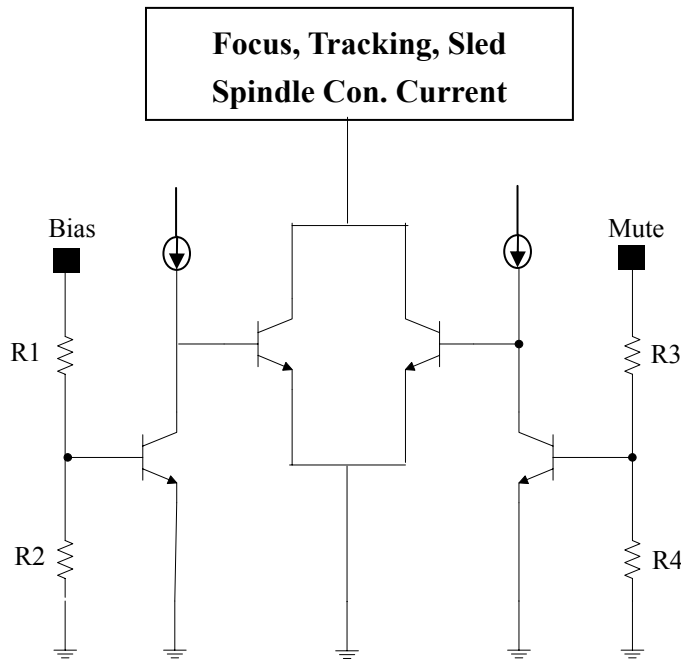 Focus, Tracking, Sled
Spindle Con. Current
Bias
Mute
R1
R3
R2
R4